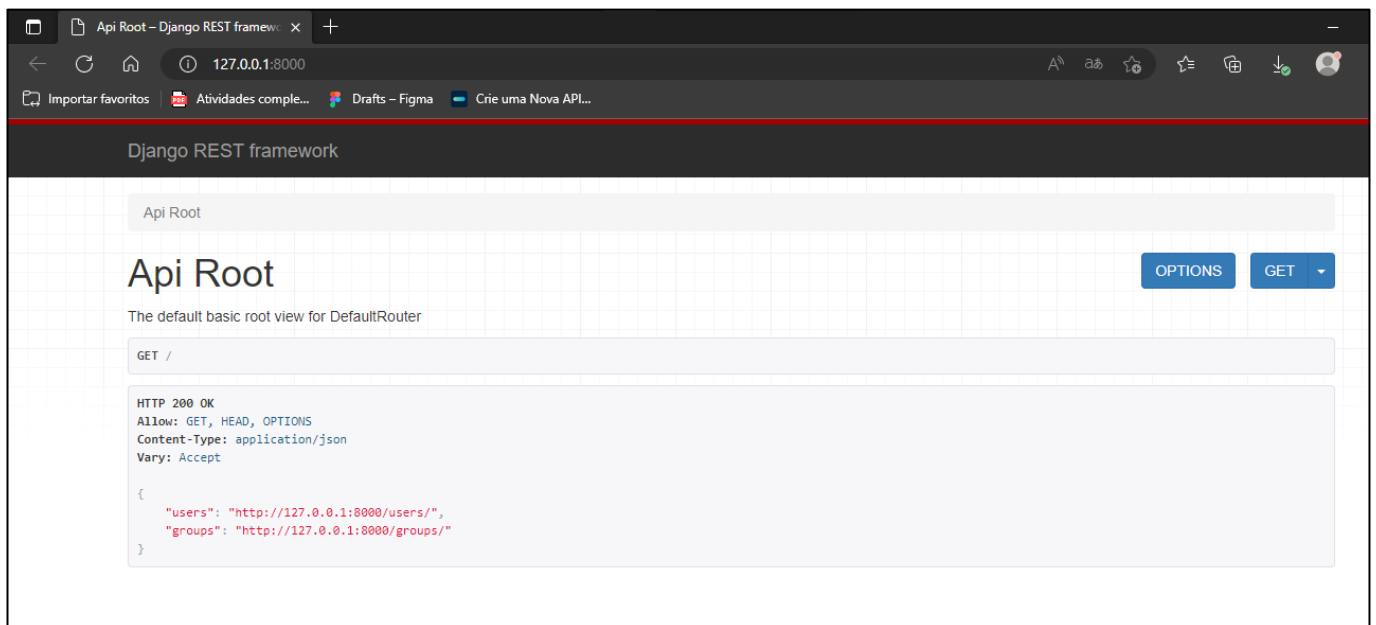 Api Root – Django REST framewo
127.0.0.1:8000
Importar favoritos
Atividades comple...
Drafts – Figma
Crie uma Nova API...
Django REST framework
Api Root
Api Root
OPTIONS
GET
The default basic root view for DefaultRouter
GET /
HTTP 200 OK
Allow: GET, HEAD, OPTIONS
Content-Type: application/json
Vary: Accept
{
"users": "http://127.0.0.1:8000/users/",
"groups": "http://127.0.0.1:8000/groups/"
}